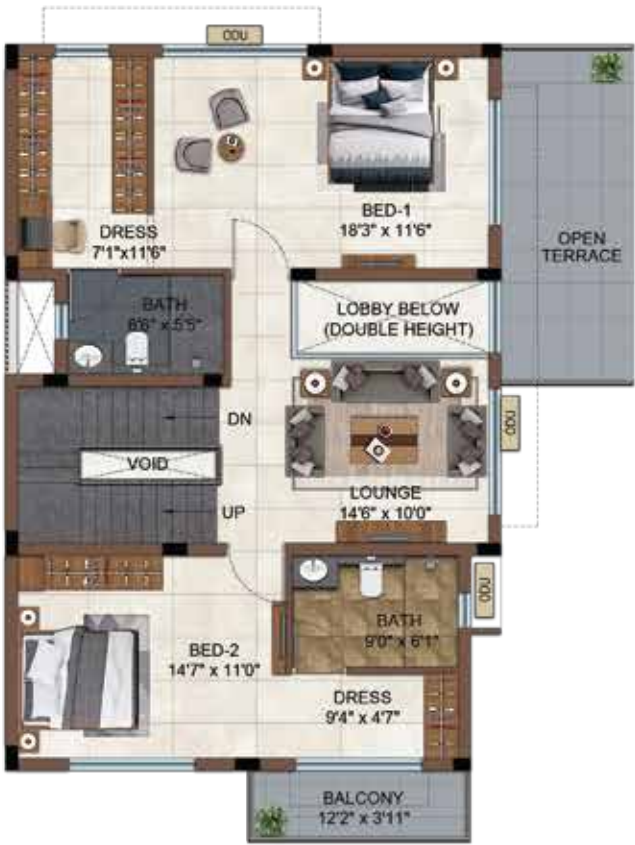 ODU
BED-1
18'3" x 11'6"
DRESS
7'1"x11'6"
OPEN
TERRACE
BATH
6'6" x 5'5"
LOBBY BELOW
(DOUBLE HEIGHT)
DN
ODU
VOID
LOUNGE
14'6" x 10'0"
UP
ODU
BATH
9'0" x 6'1"
BED-2
14'7" x 11'0"
DRESS
9'4" x 4'7"
BALCONY
12'2" x 3'11"